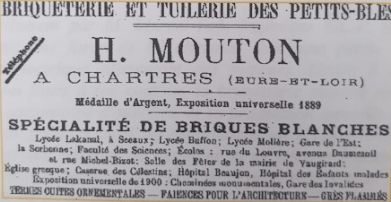 BRIQUETERIE ET TUILERIE DES PETITS-BLÉS
Téléphone
H. MOUTON
A CHARTRES (EURE-ET-LOIR)
Médaille d'Argent, Exposition universelle 1889
SPÉCIALITÉ DE BRIQUES BLANCHES
Lycée Lakanal, à Sceaux; Lycée Buffon; Lycée Molière; Gare de l'Est;
la Sorbonne; Faculté des Sciences; Écoles : rue du Louvre, avenue Daumesnil
et rue Michel-Bizot; Salle des Fêtes de la mairie de Vaugirard;
Église grecque; Caserne des Célestins; Hôpital Beaujon, Hôpital des Enfants malades
Exposition universelle de 1900 : Cheminées monumentales, Gare des Invalides
TERRES CUITES ORNEMENTALES — FAIENCES POUR L'ARCHITECTURE — GRÈS FLAMMÉS